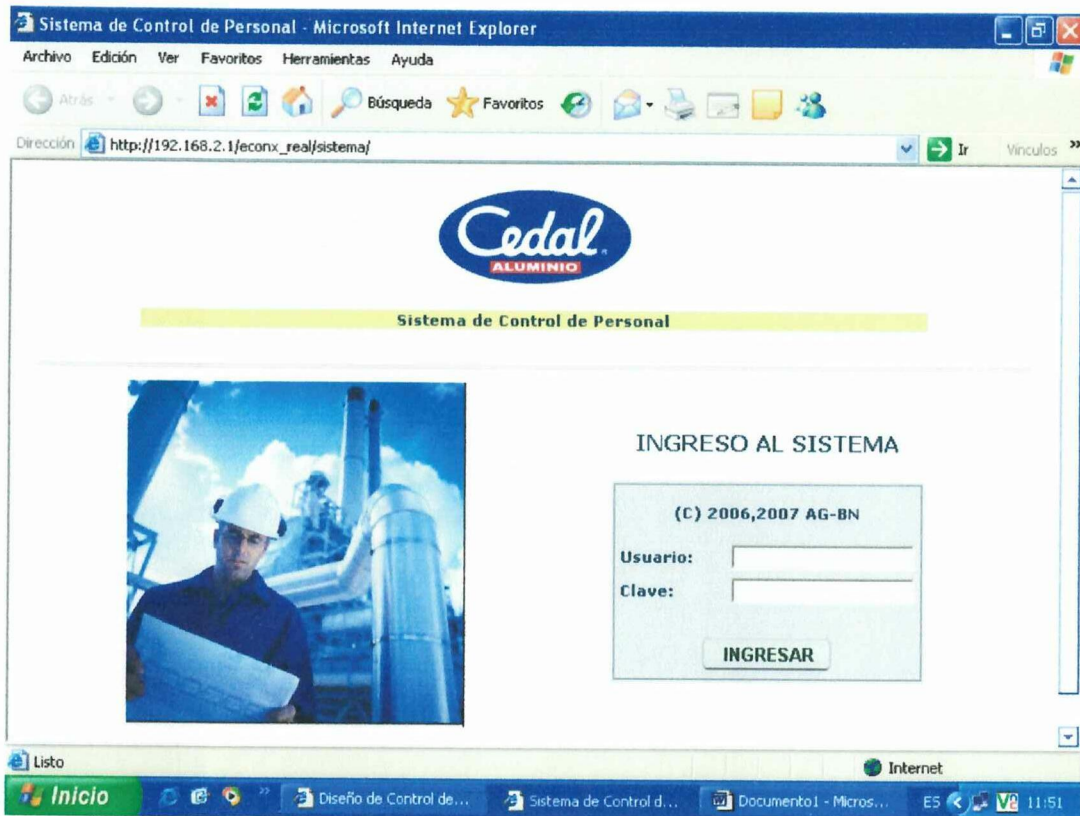 Sistema de Control de Personal - Microsoft Internet Explorer
Archivo Edición Ver Favoritos Herramientas Ayuda
Atrás Búsqueda Favoritos
Dirección http://192.168.2.1/econx_real/sistema/ Ir Vínculos »
Cedal
ALUMINIO
Sistema de Control de Personal
INGRESO AL SISTEMA
(C) 2006,2007 AG-BN
Usuario:
Clave:
INGRESAR
Listo Internet
Inicio » Diseño de Control de... Sistema de Control d... Documento1 - Micros... ES V2 11:51